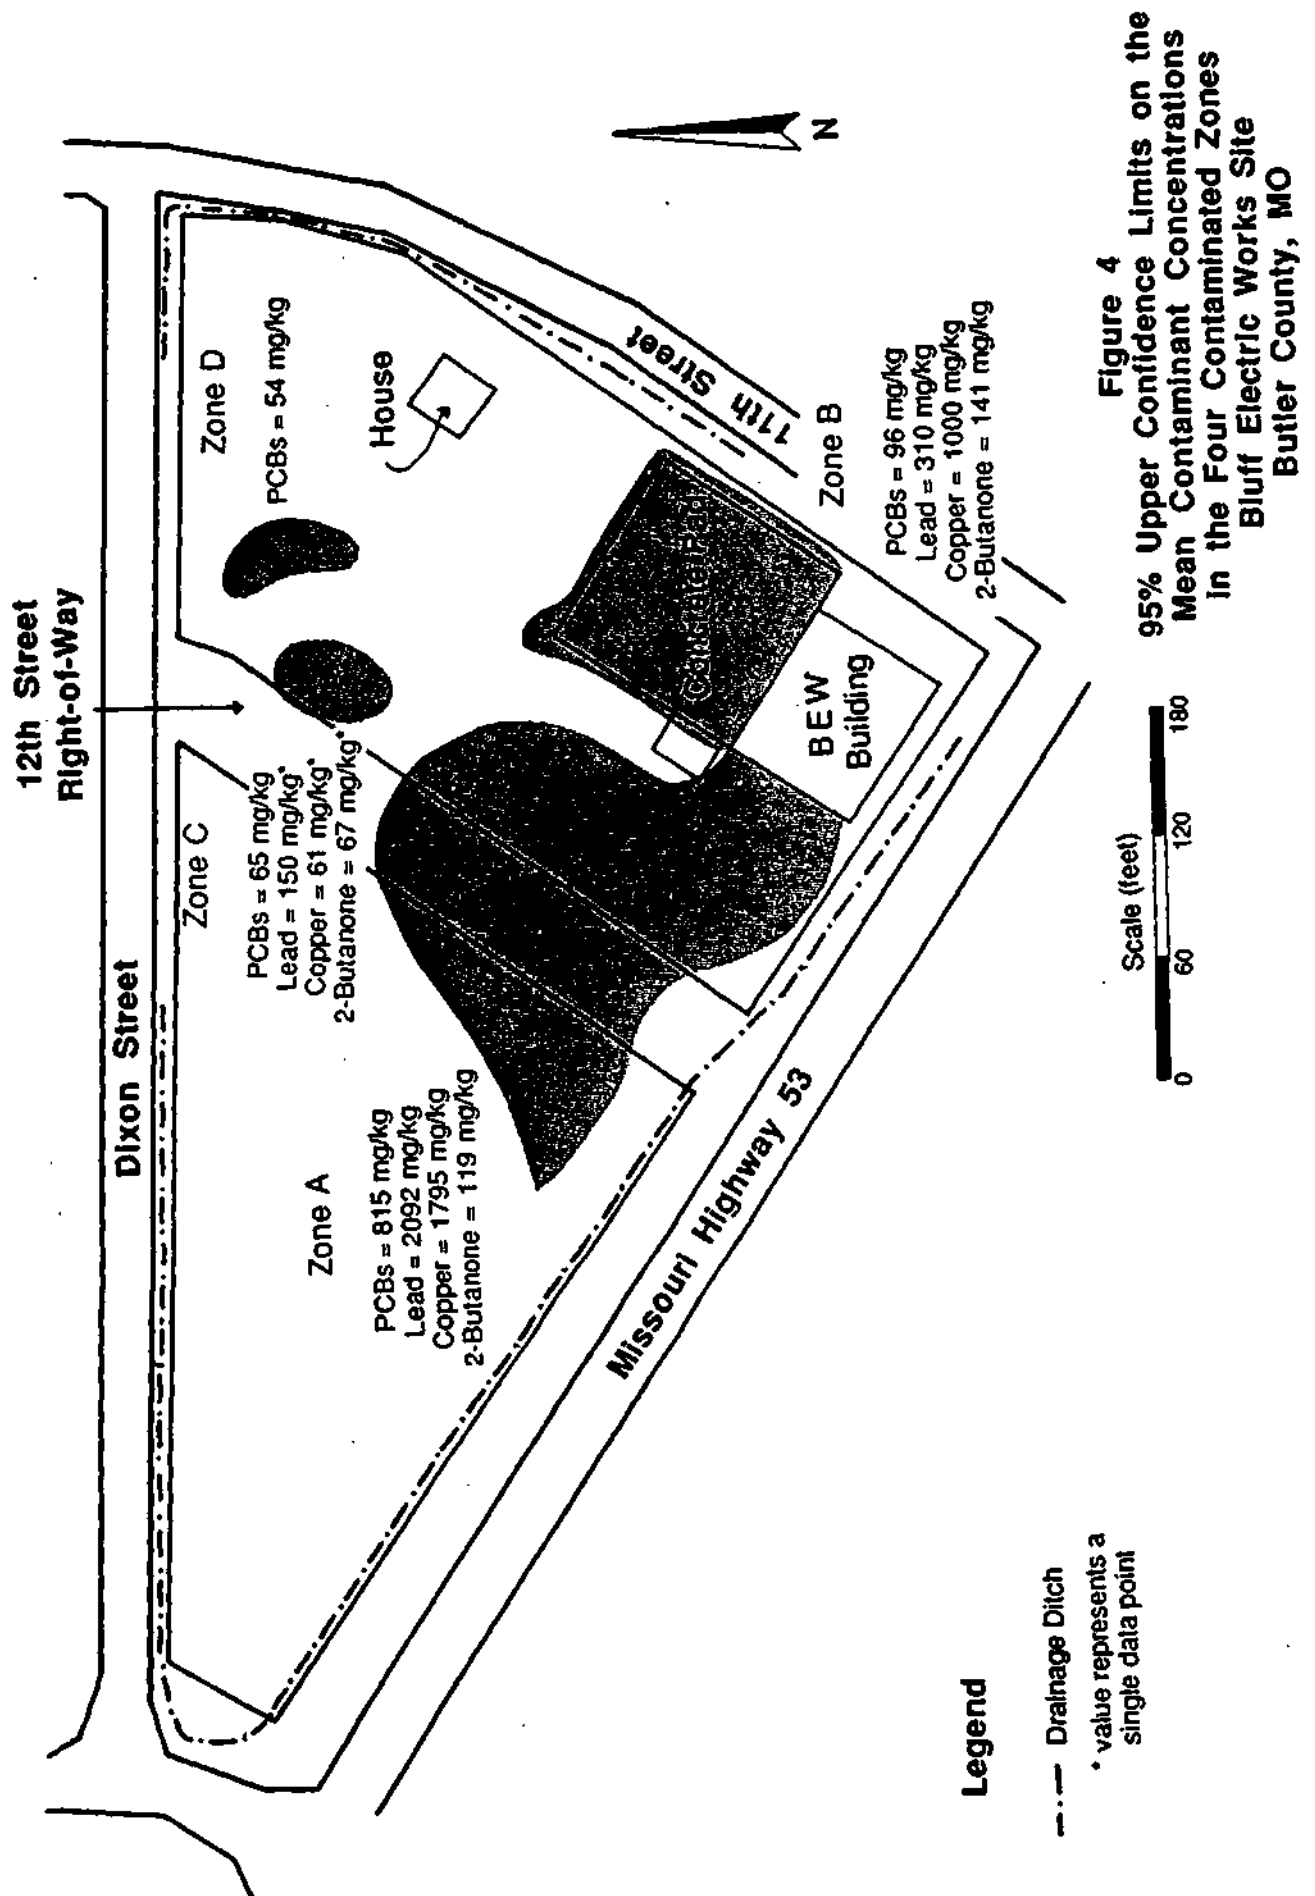 12th Street
Right-of-Way
Dixon Street
Zone D
PCBs = 54 mg/kg
House
Zone C
PCBs = 65 mg/kg
Lead = 150 mg/kg*
Copper = 61 mg/kg*
2-Butanone = 67 mg/kg*
Zone A
PCBs = 815 mg/kg
Lead = 2092 mg/kg
Copper = 1795 mg/kg
2-Butanone = 119 mg/kg
11th Street
Concrete Pad
BEW
Building
Zone B
PCBs = 96 mg/kg
Lead = 310 mg/kg
Copper = 1000 mg/kg
2-Butanone = 141 mg/kg
Missouri Highway 53
N
Scale (feet)
0 60 120 180
Legend
Drainage Ditch
* value represents a
single data point
Figure 4
95% Upper Confidence Limits on the
Mean Contaminant Concentrations
in the Four Contaminated Zones
Bluff Electric Works Site
Butler County, MO